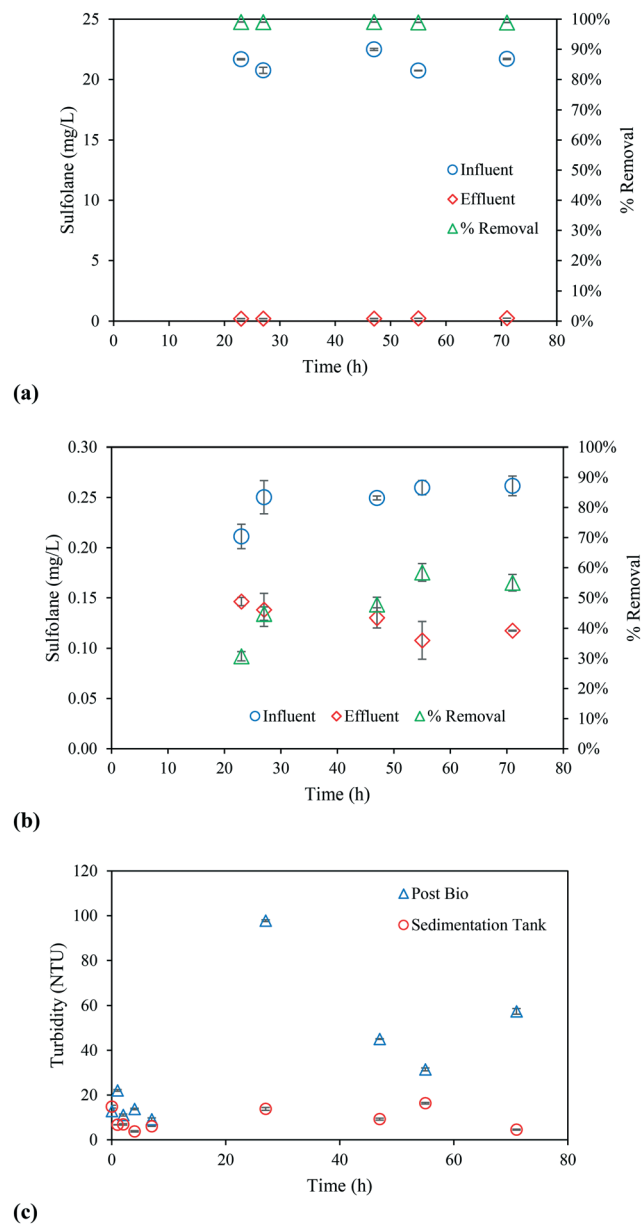 Sulfolane (mg/L)
25
20
15
10
5
0
100%
90%
80%
70%
60%
50%
40%
30%
20%
10%
0%
% Removal
Influent
Effluent
% Removal
0 10 20 30 40 50 60 70 80
Time (h)
(a)
Sulfolane (mg/L)
0.30
0.25
0.20
0.15
0.10
0.05
0.00
100%
90%
80%
70%
60%
50%
40%
30%
20%
10%
0%
% Removal
Influent Effluent % Removal
0 10 20 30 40 50 60 70 80
Time (h)
(b)
Turbidity (NTU)
120
100
80
60
40
20
0
Post Bio
Sedimentation Tank
0 20 40 60 80
Time (h)
(c)